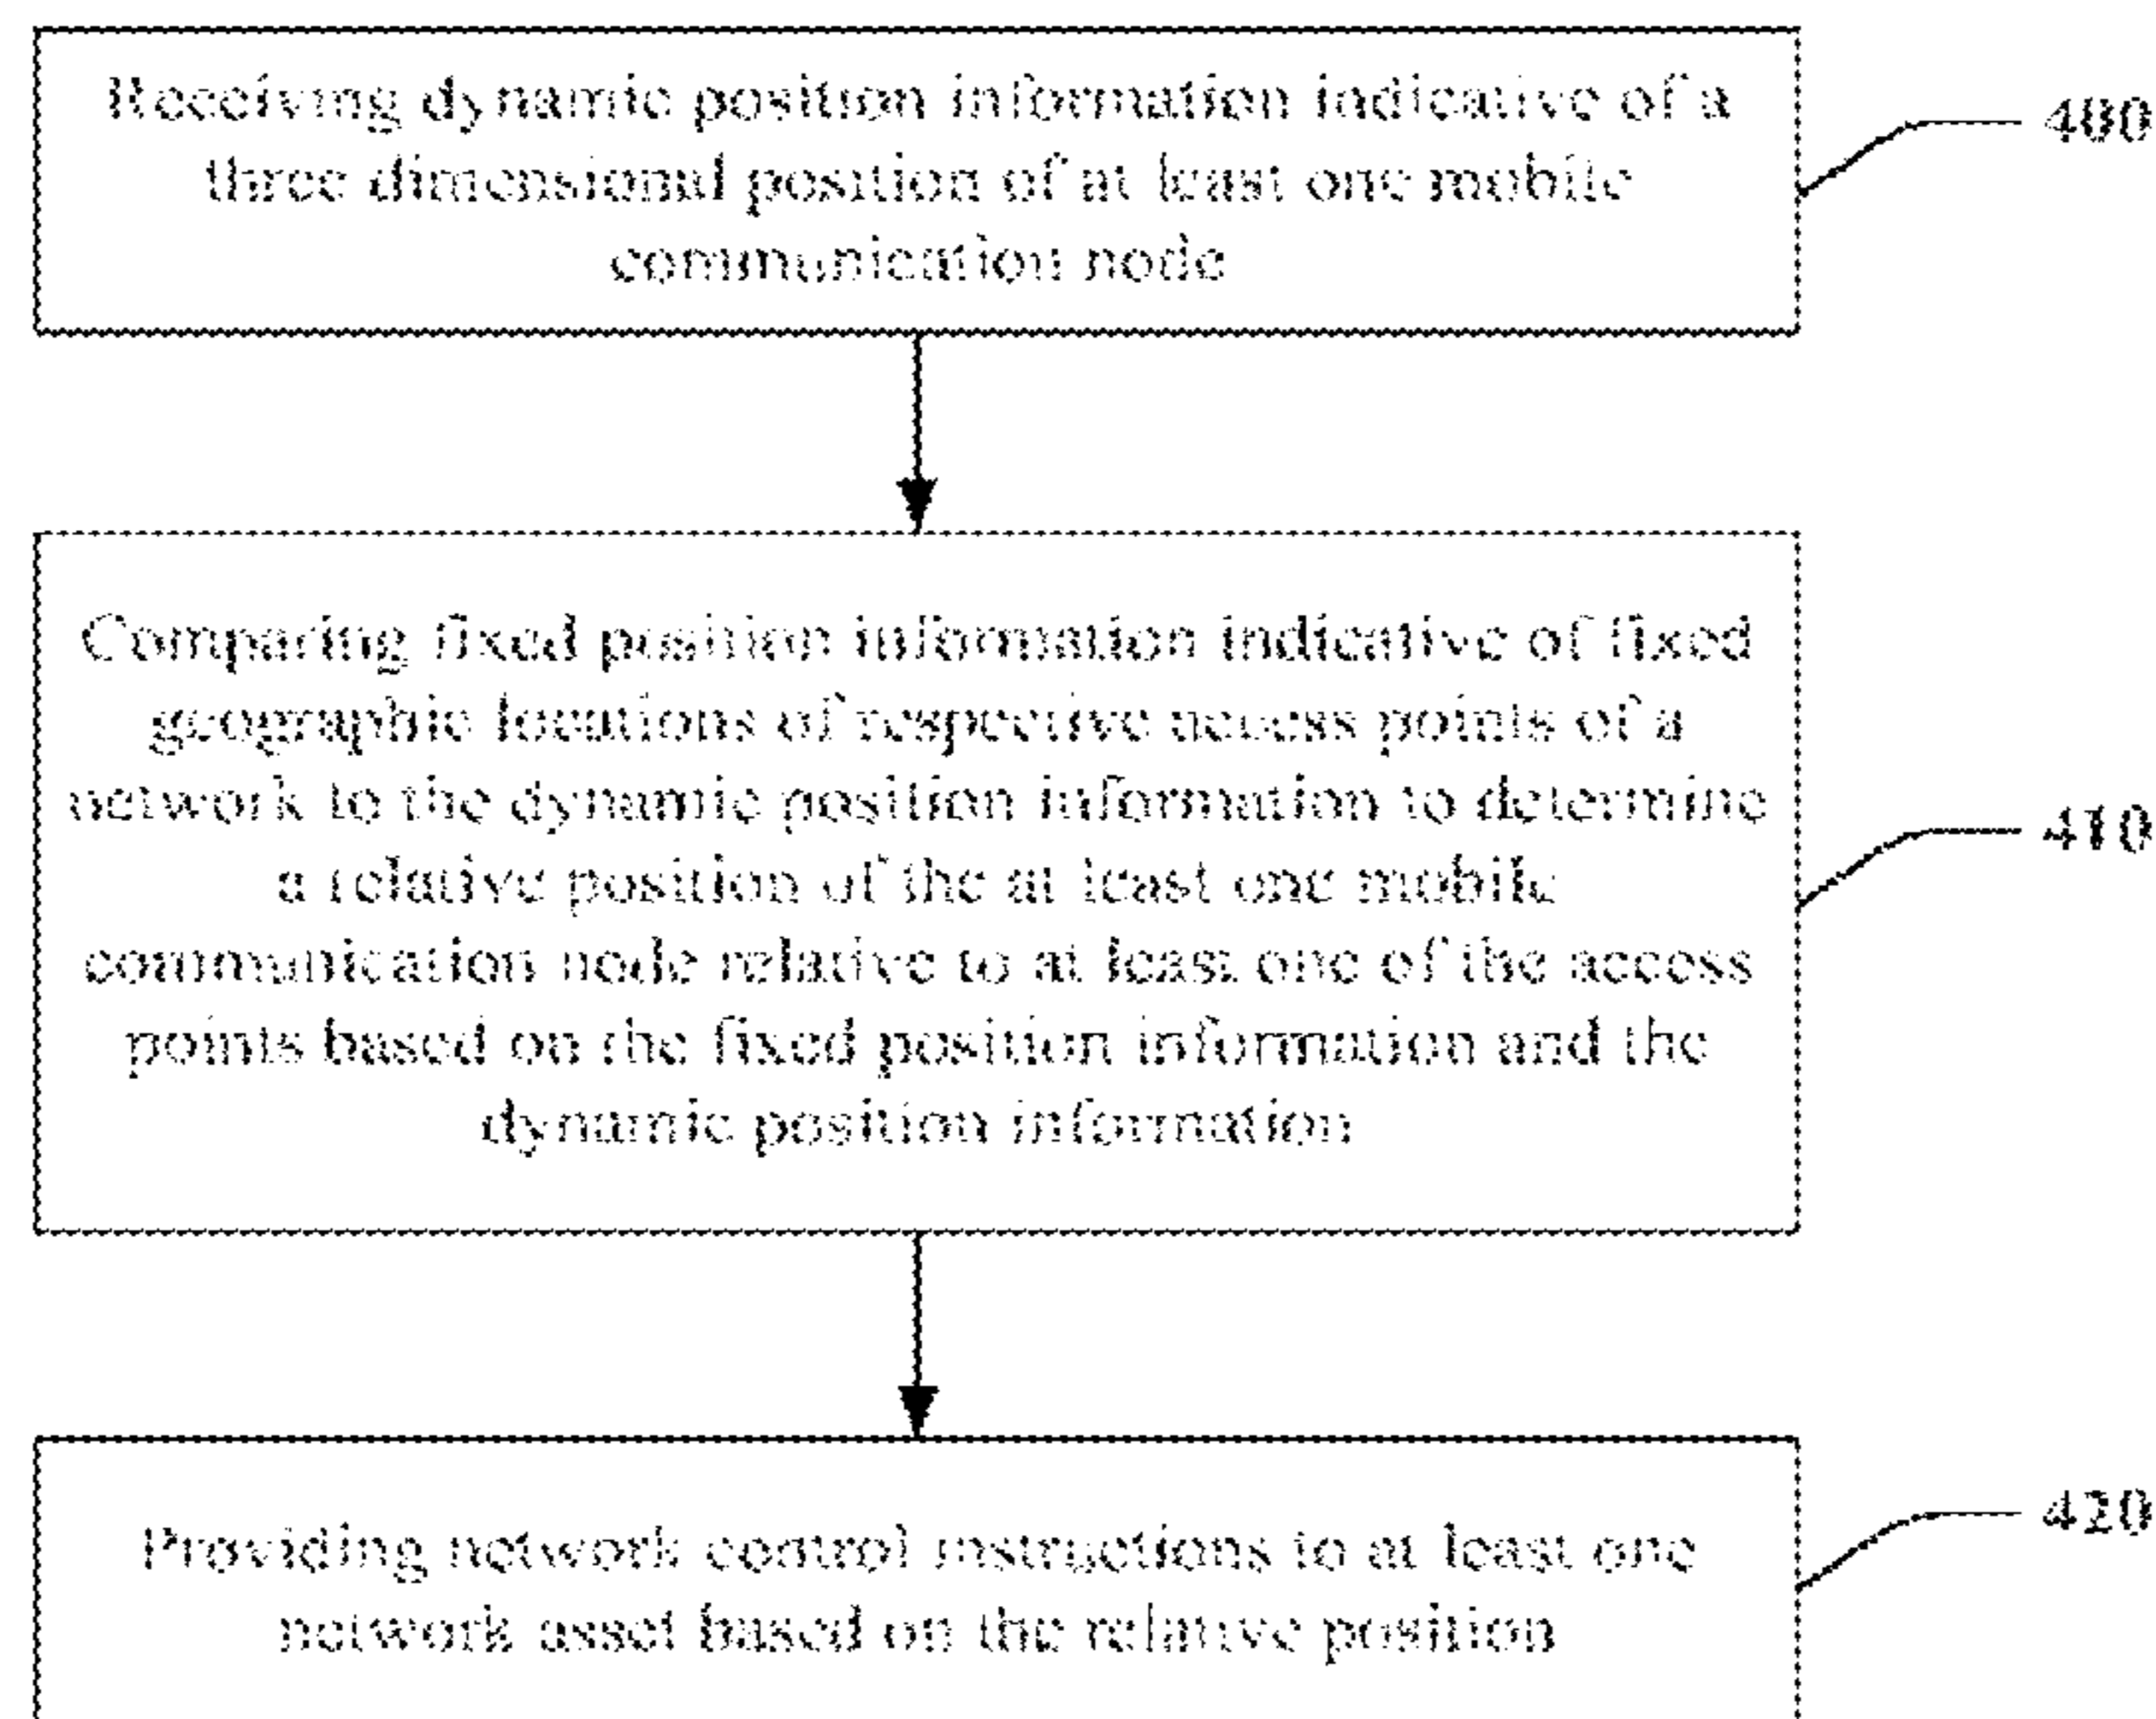 Receiving dynamic position information indicative of a
three dimensional position of at least one mobile
communication node
400
Comparing fixed position information indicative of fixed
geographic locations of respective access points of a
network to the dynamic position information to determine
a relative position of the at least one mobile
communication node relative to at least one of the access
points based on the fixed position information and the
dynamic position information
410
Providing network control instructions to at least one
network asset based on the relative position
420